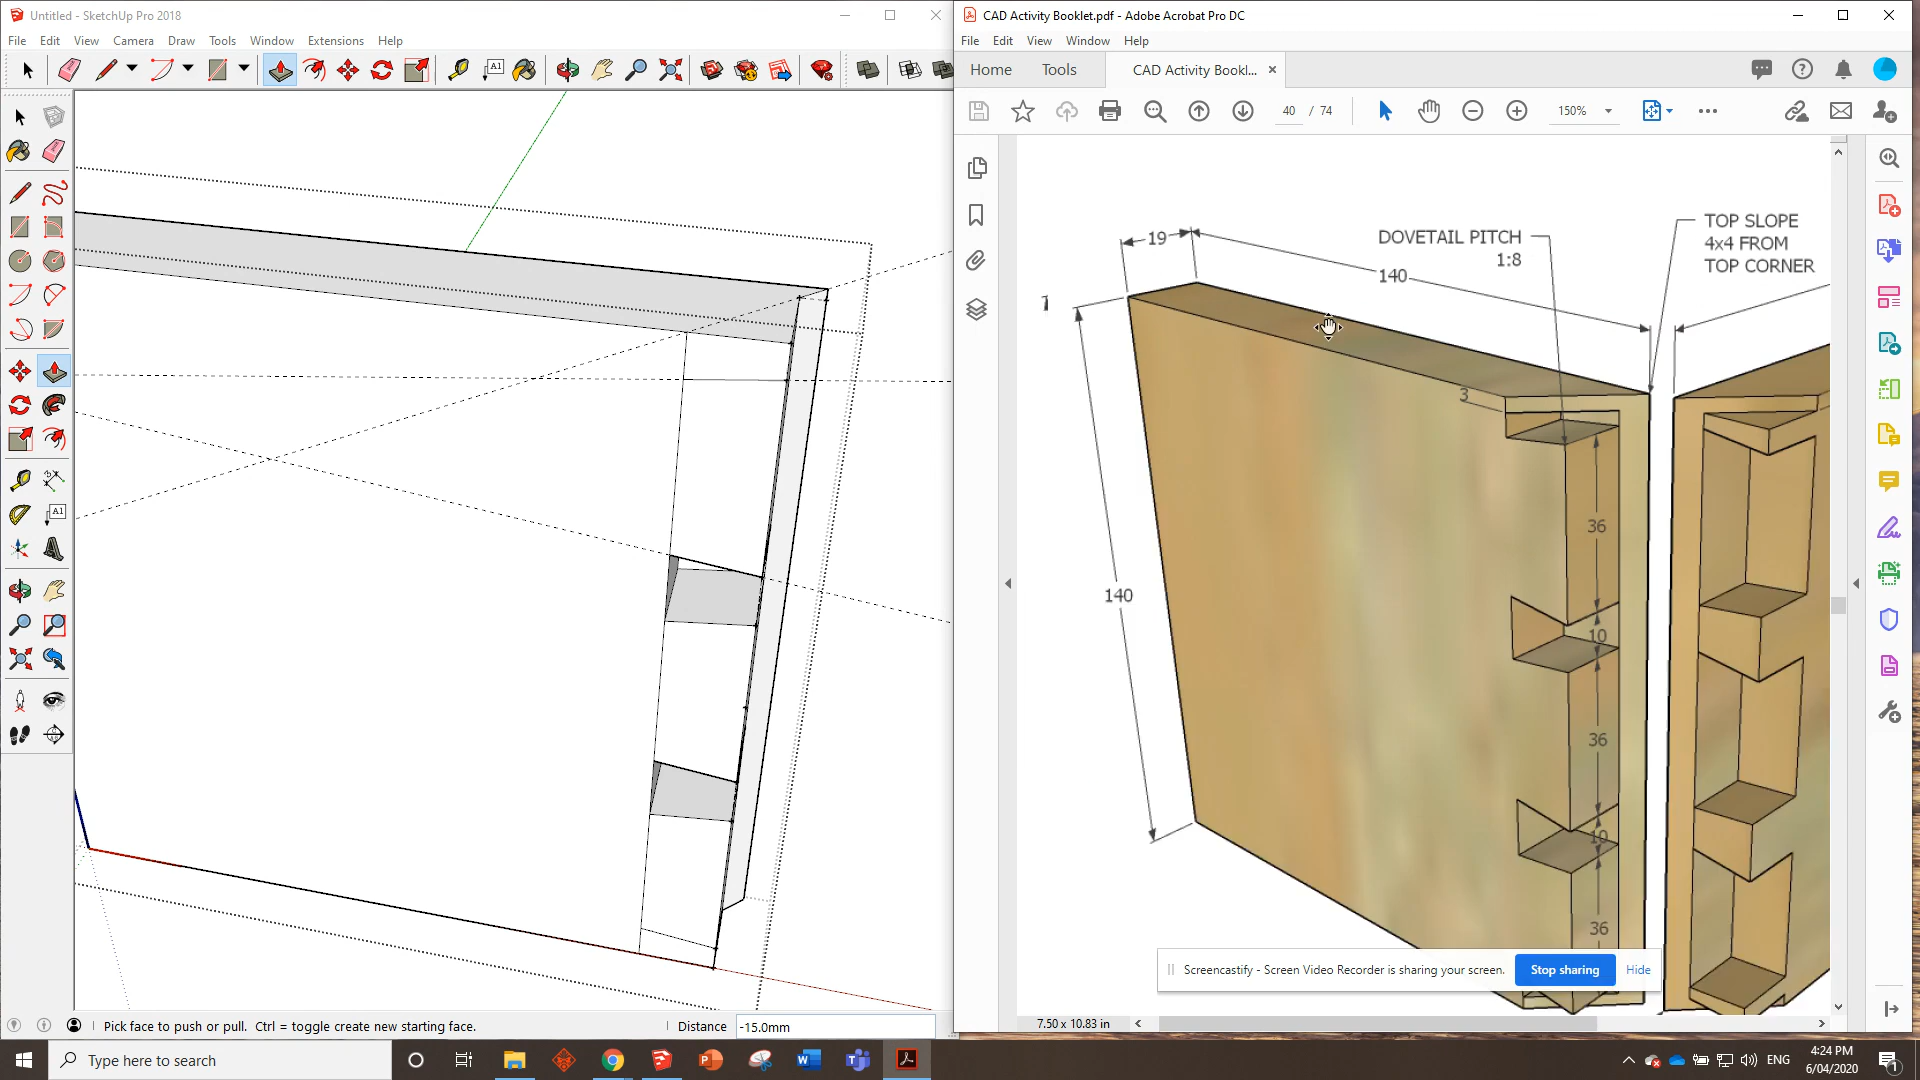 Untitled - SketchUp Pro 2018
File Edit View Camera Draw Tools Window Extensions Help
A1
A1
Pick face to push or pull. Ctrl = toggle create new starting face.
Distance -15.0mm
CAD Activity Booklet.pdf - Adobe Acrobat Pro DC
File Edit View Window Help
Home Tools CAD Activity Bookl... ×
40 / 74 150%
TOP SLOPE
4x4 FROM
TOP CORNER
DOVETAIL PITCH
1:8
19
140
3
36
140
10
36
10
36
Screencastify - Screen Video Recorder is sharing your screen. Stop sharing Hide
7.50 x 10.83 in
Type here to search
ENG
4:24 PM
6/04/2020
1